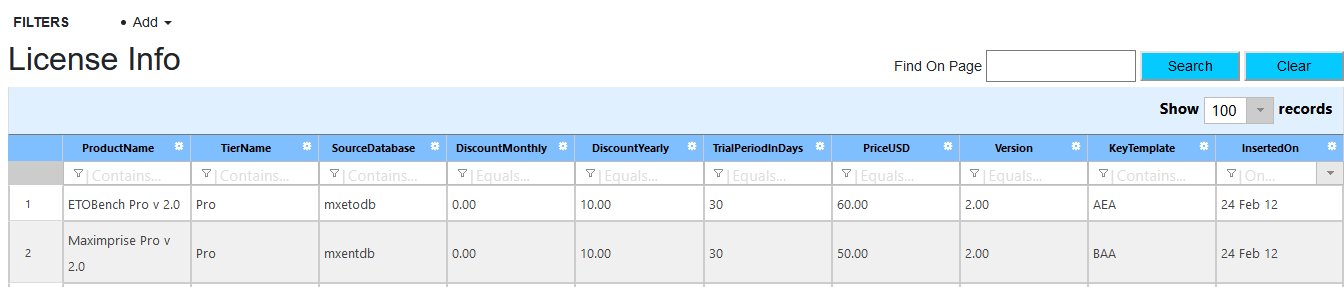 FILTERS • Add
License Info
Find On Page Search Clear
Show 100 records
ProductName TierName SourceDatabase DiscountMonthly DiscountYearly TrialPeriodInDays PriceUSD Version KeyTemplate InsertedOn
|Contains... |Contains... |Contains... |Equals... |Equals... |Equals... |Equals... |Equals... |Contains... |On...
1 ETOBench Pro v 2.0 Pro mxetodb 0.00 10.00 30 60.00 2.00 AEA 24 Feb 12
2 Maximprise Pro v
2.0 Pro mxentdb 0.00 10.00 30 50.00 2.00 BAA 24 Feb 12